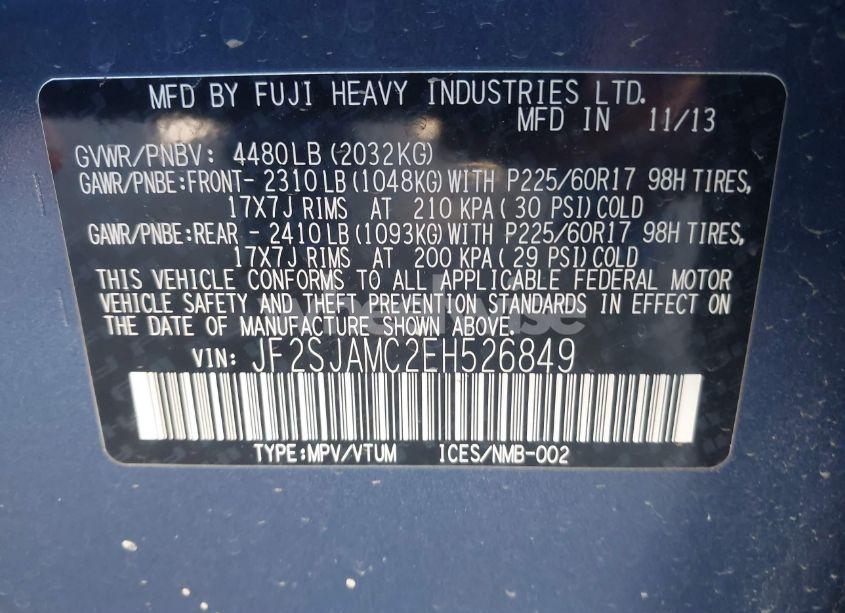 MFD BY FUJI HEAVY INDUSTRIES LTD.
MFD IN 11/13
GVWR/PNBV: 4480LB (2032KG)
GAWR/PNBE:FRONT- 2310LB (1048KG) WITH P225/60R17 98H TIRES,
17X7J RIMS AT 210 KPA (30 PSI) COLD
GAWR/PNBE:REAR - 2410LB (1093KG) WITH P225/60R17 98H TIRES,
17X7J RIMS AT 200 KPA (29 PSI) COLD
THIS VEHICLE CONFORMS TO ALL APPLICABLE FEDERAL MOTOR
VEHICLE SAFETY AND THEFT PREVENTION STANDARDS IN EFFECT ON
THE DATE OF MANUFACTURE SHOWN ABOVE.
VIN: JF2SJAMC2EH526849
TYPE:MPV/VTUM ICES/NMB-002